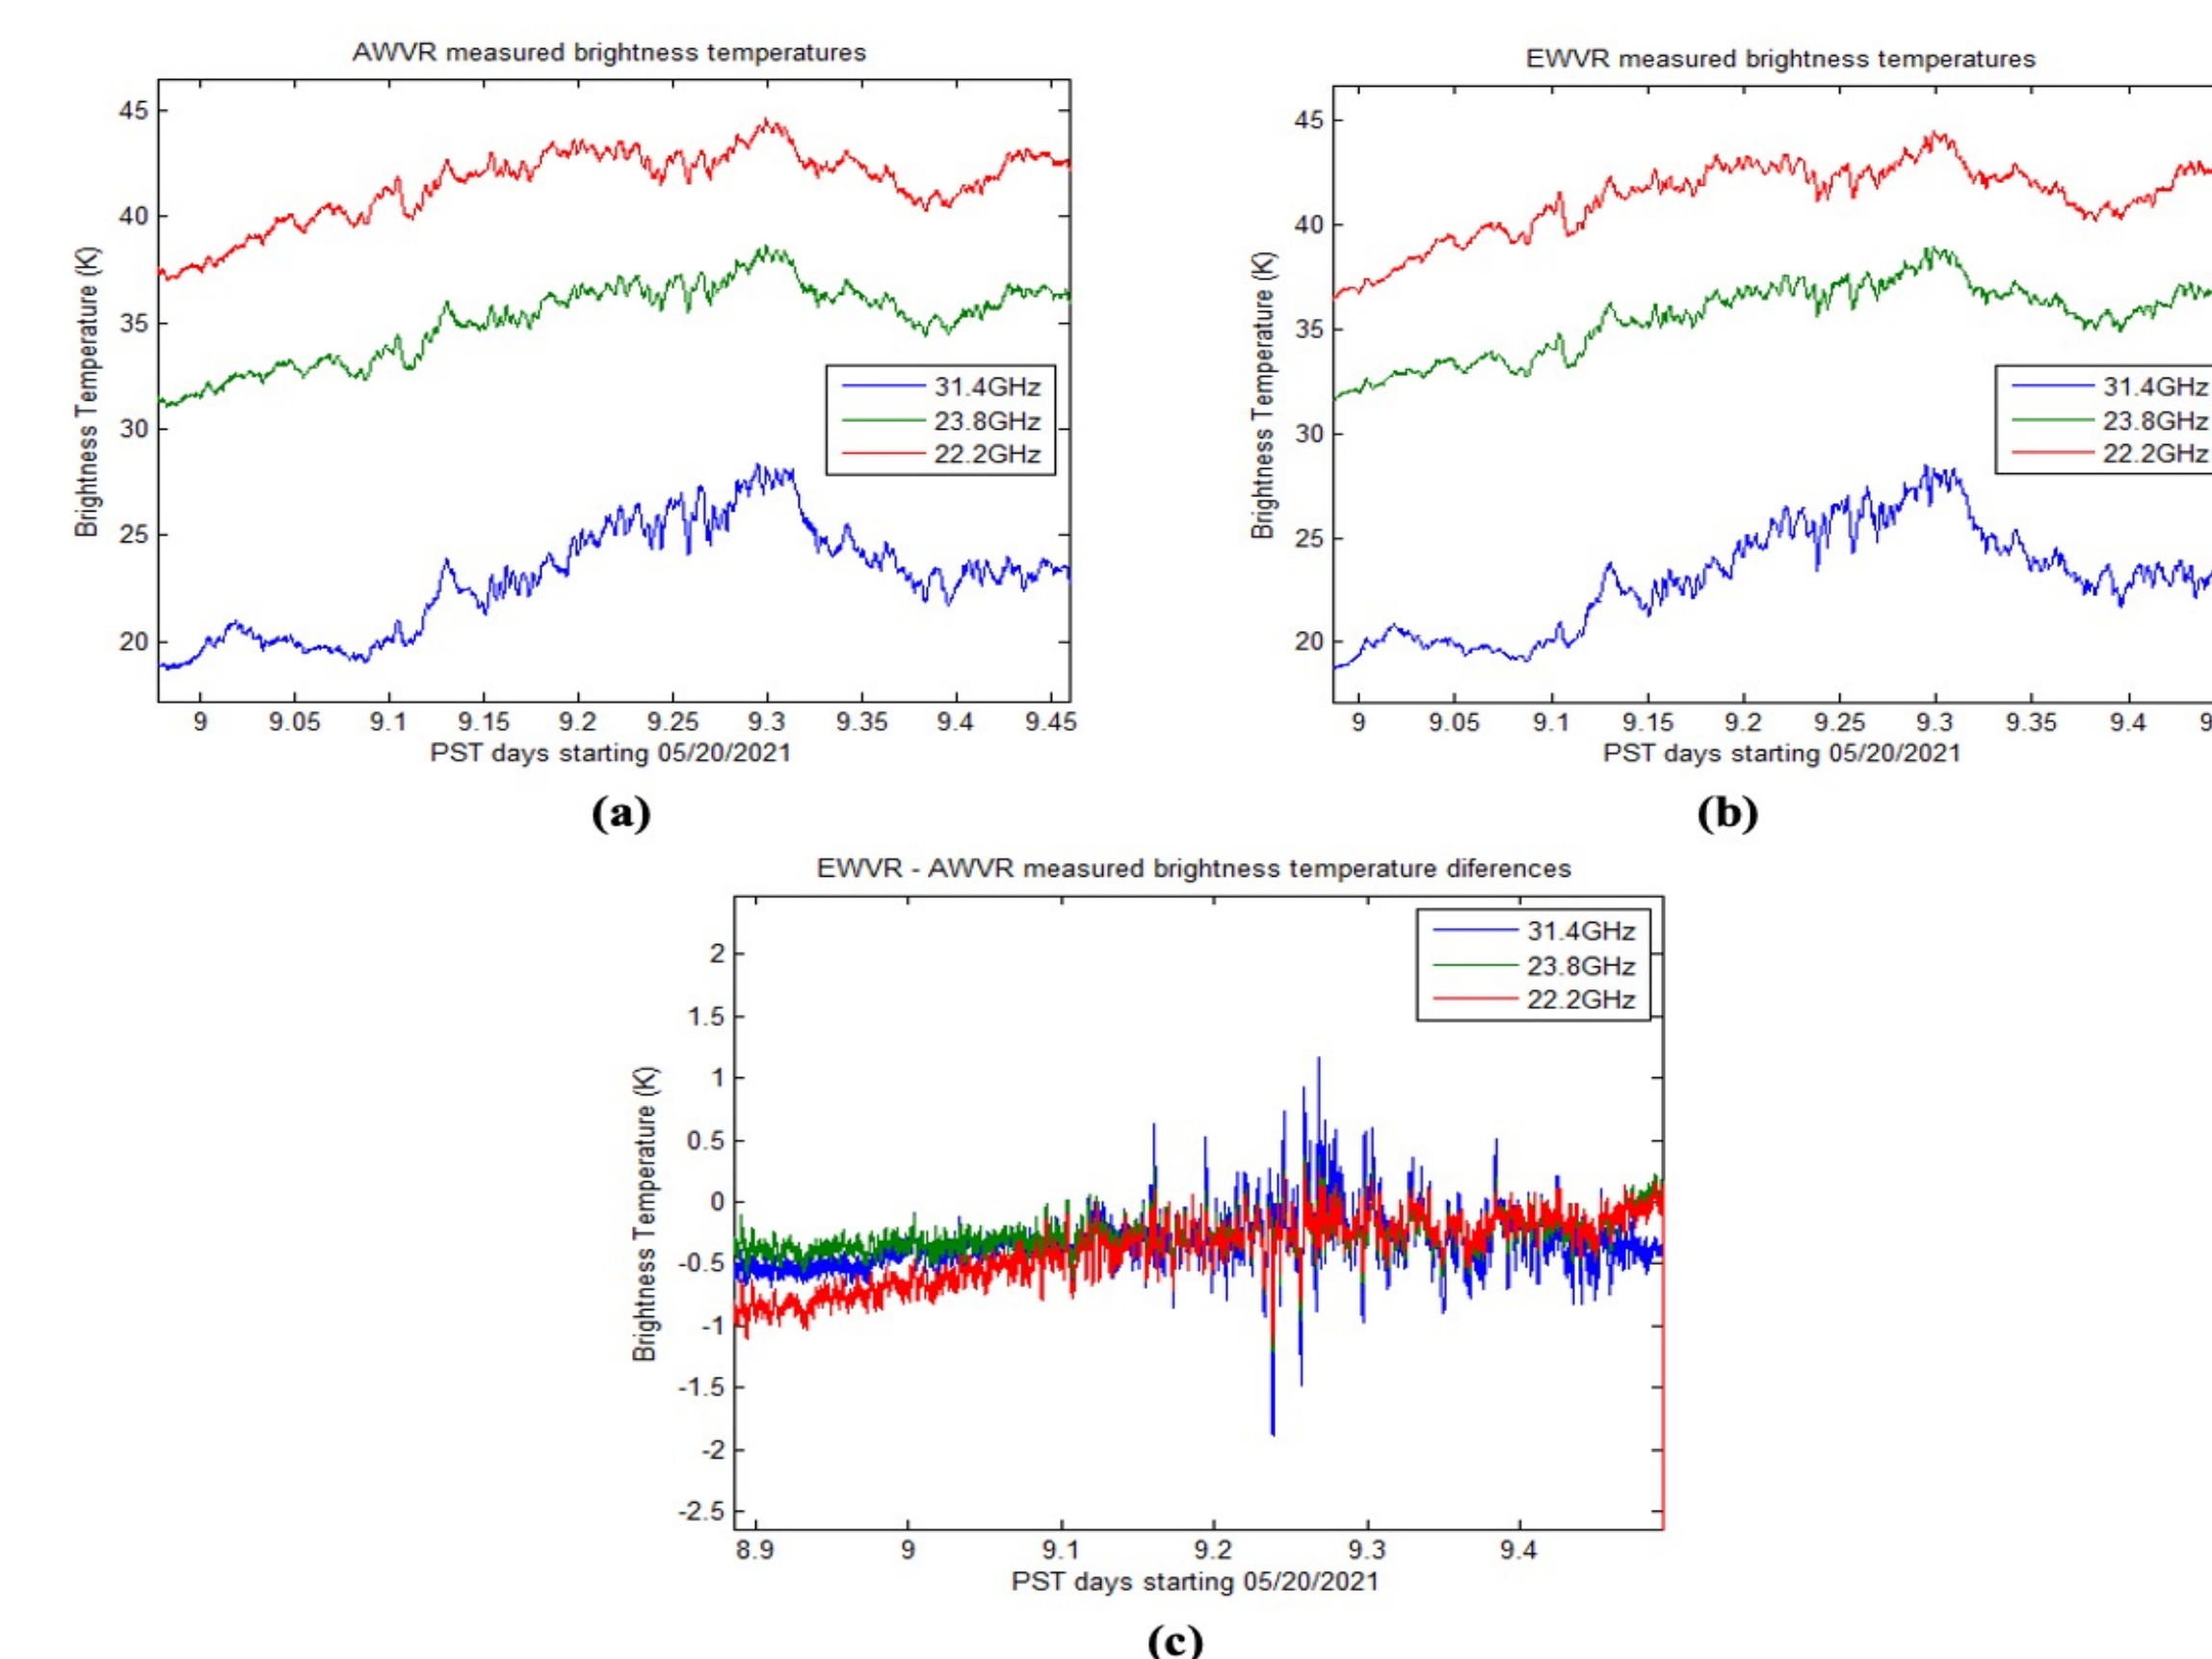 AWVR measured brightness temperatures
45
40
35
30
25
20
Brightness Temperature (K)
31.4GHz
23.8GHz
22.2GHz
9 9.05 9.1 9.15 9.2 9.25 9.3 9.35 9.4 9.45
PST days starting 05/20/2021
(a)
EWVR measured brightness temperatures
45
40
35
30
25
20
Brightness Temperature (K)
31.4GHz
23.8GHz
22.2GHz
9 9.05 9.1 9.15 9.2 9.25 9.3 9.35 9.4
PST days starting 05/20/2021
(b)
EWVR - AWVR measured brightness temperature diferences
2
1.5
1
0.5
0
-0.5
-1
-1.5
-2
-2.5
Brightness Temperature (K)
31.4GHz
23.8GHz
22.2GHz
8.9 9 9.1 9.2 9.3 9.4
PST days starting 05/20/2021
(c)